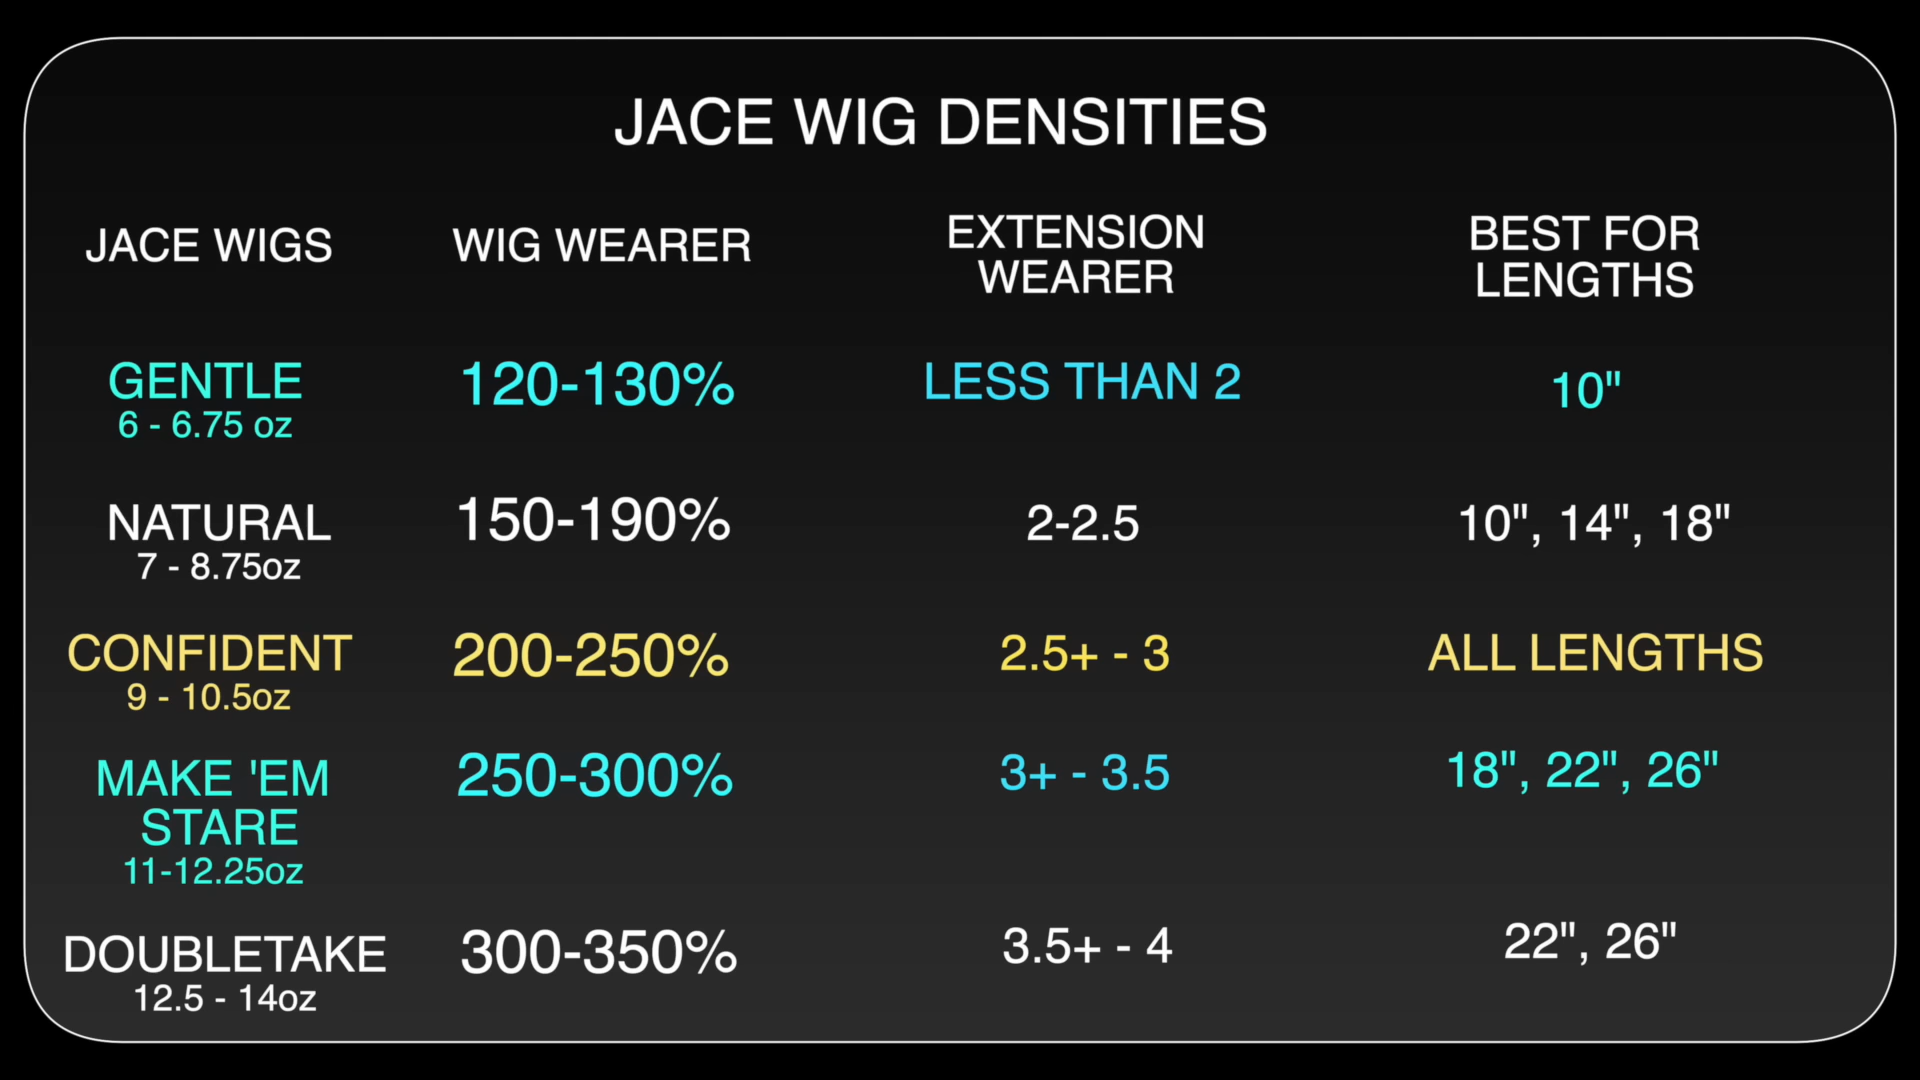 JACE WIG DENSITIES
JACE WIGS
WIG WEARER
EXTENSION
WEARER
BEST FOR
LENGTHS
GENTLE
6 - 6.75 oz
120-130%
LESS THAN 2
10"
NATURAL
7 - 8.75oz
150-190%
2-2.5
10", 14", 18"
CONFIDENT
9 - 10.5oz
200-250%
2.5+ - 3
ALL LENGTHS
MAKE 'EM
STARE
11-12.25oz
250-300%
3+ - 3.5
18", 22", 26"
DOUBLETAKE
12.5 - 14oz
300-350%
3.5+ - 4
22", 26"